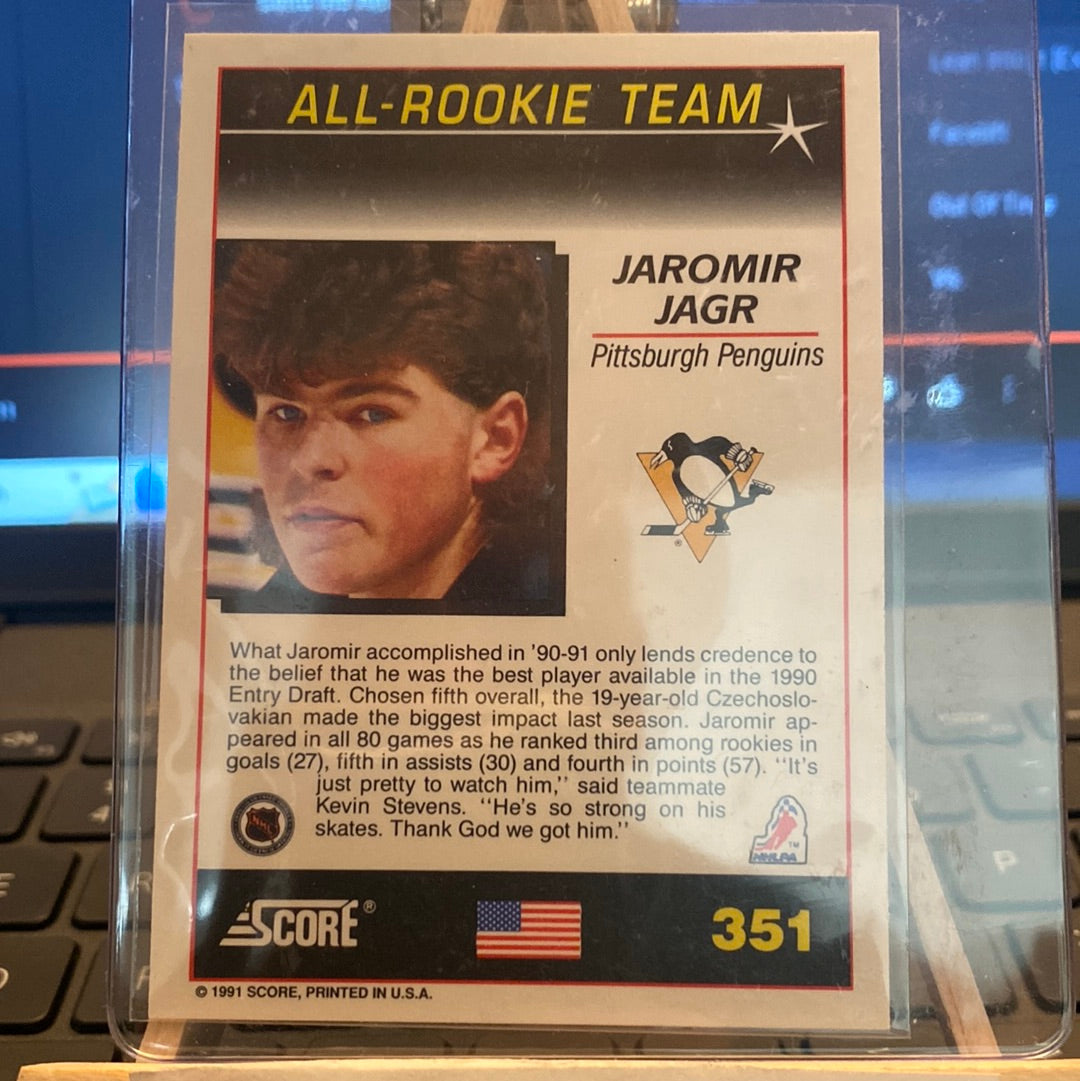 ALL-ROOKIE TEAM
JAROMIR
JAGR
Pittsburgh Penguins
®
What Jaromir accomplished in '90-91 only lends credence to
the belief that he was the best player available in the 1990
Entry Draft. Chosen fifth overall, the 19-year-old Czechoslo-
vakian made the biggest impact last season. Jaromir ap-
peared in all 80 games as he ranked third among rookies in
goals (27), fifth in assists (30) and fourth in points (57). "It's
just pretty to watch him," said teammate
Kevin Stevens. "He's so strong on his
skates. Thank God we got him."
NHL
NHLPA
TM
SCORE®
351
© 1991 SCORE, PRINTED IN U.S.A.
P